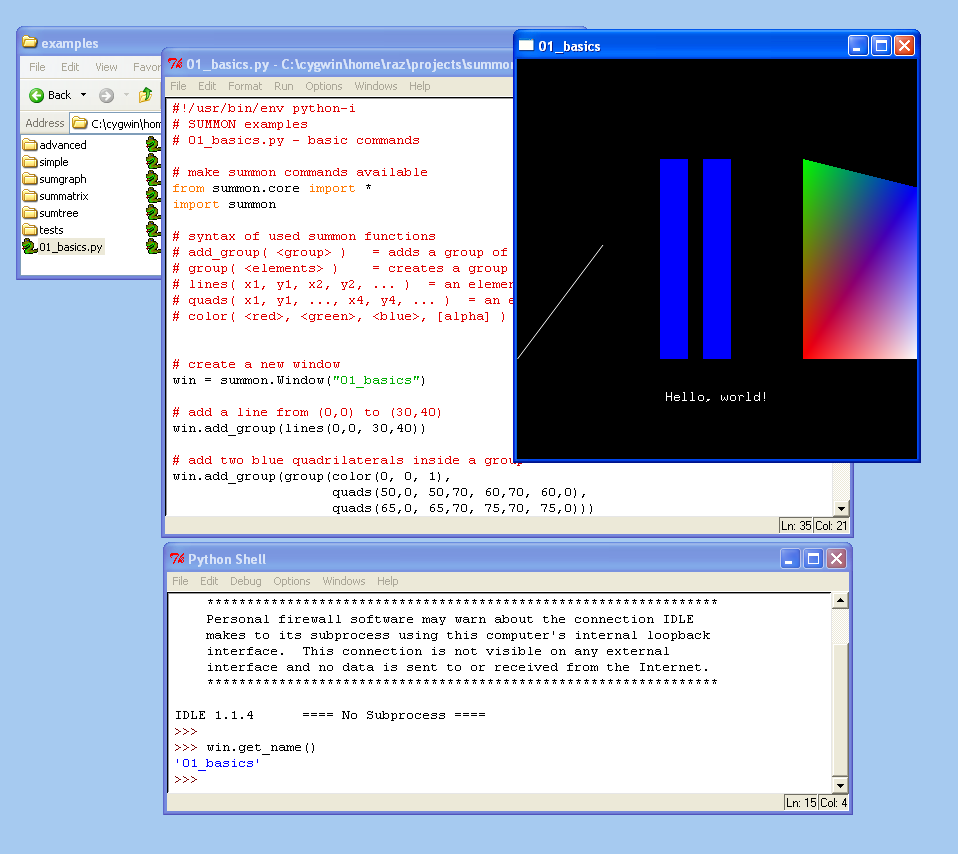 examples
File Edit View Favor
Back
Address C:\cygwin\hom
advanced
simple
sumgraph
summatrix
sumtree
tests
01_basics.py
01_basics.py - C:\cygwin\home\raz\projects\summo
File Edit Format Run Options Windows Help
#!/usr/bin/env python-i
# SUMMON examples
# 01_basics.py - basic commands
# make summon commands available
from summon.core import *
import summon
# syntax of used summon functions
# add_group( <group> )   = adds a group of
# group( <elements> )    = creates a group
# lines( x1, y1, x2, y2, ... )  = an elemen
# quads( x1, y1, ..., x4, y4, ... )  = an e
# color( <red>, <green>, <blue>, [alpha] )
# create a new window
win = summon.Window("01_basics")
# add a line from (0,0) to (30,40)
win.add_group(lines(0,0, 30,40))
# add two blue quadrilaterals inside a group
win.add_group(group(color(0, 0, 1),
quads(50,0, 50,70, 60,70, 60,0),
quads(65,0, 65,70, 75,70, 75,0)))
Ln: 35 Col: 21
01_basics
Hello, world!
Python Shell
File Edit Debug Options Windows Help
****************************************************************
Personal firewall software may warn about the connection IDLE
makes to its subprocess using this computer's internal loopback
interface.  This connection is not visible on any external
interface and no data is sent to or received from the Internet.
****************************************************************
IDLE 1.1.4      ==== No Subprocess ====
>>>
>>> win.get_name()
'01_basics'
>>>
Ln: 15 Col: 4